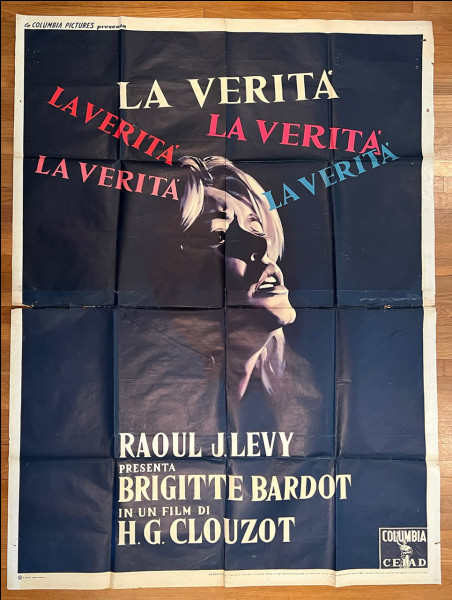 La COLUMBIA PICTURES presenta
LA VERITÀ
LA VERITÀ
LA VERITÀ
LA VERITÀ
LA VERITÀ
RAOUL J. LEVY
PRESENTA
BRIGITTE BARDOT
IN UN FILM DI
H.G. CLOUZOT
COLUMBIA
CEIAD